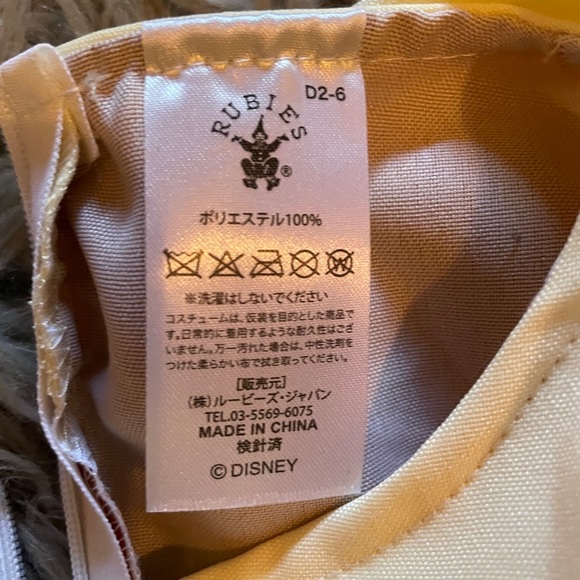 D2-6
RUBIES
®
ポリエステル100%
W
※洗濯はしないでください
コスチュームは、仮装を目的とした商品で
す。日常的に着用するような耐久性はござ
いません。万一汚れた場合は、中性洗剤を
つけた柔らかい布で拭き取ってください。
[販売元]
(株)ルービーズ・ジャパン
TEL.03-5569-6075
MADE IN CHINA
検針済
©DISNEY